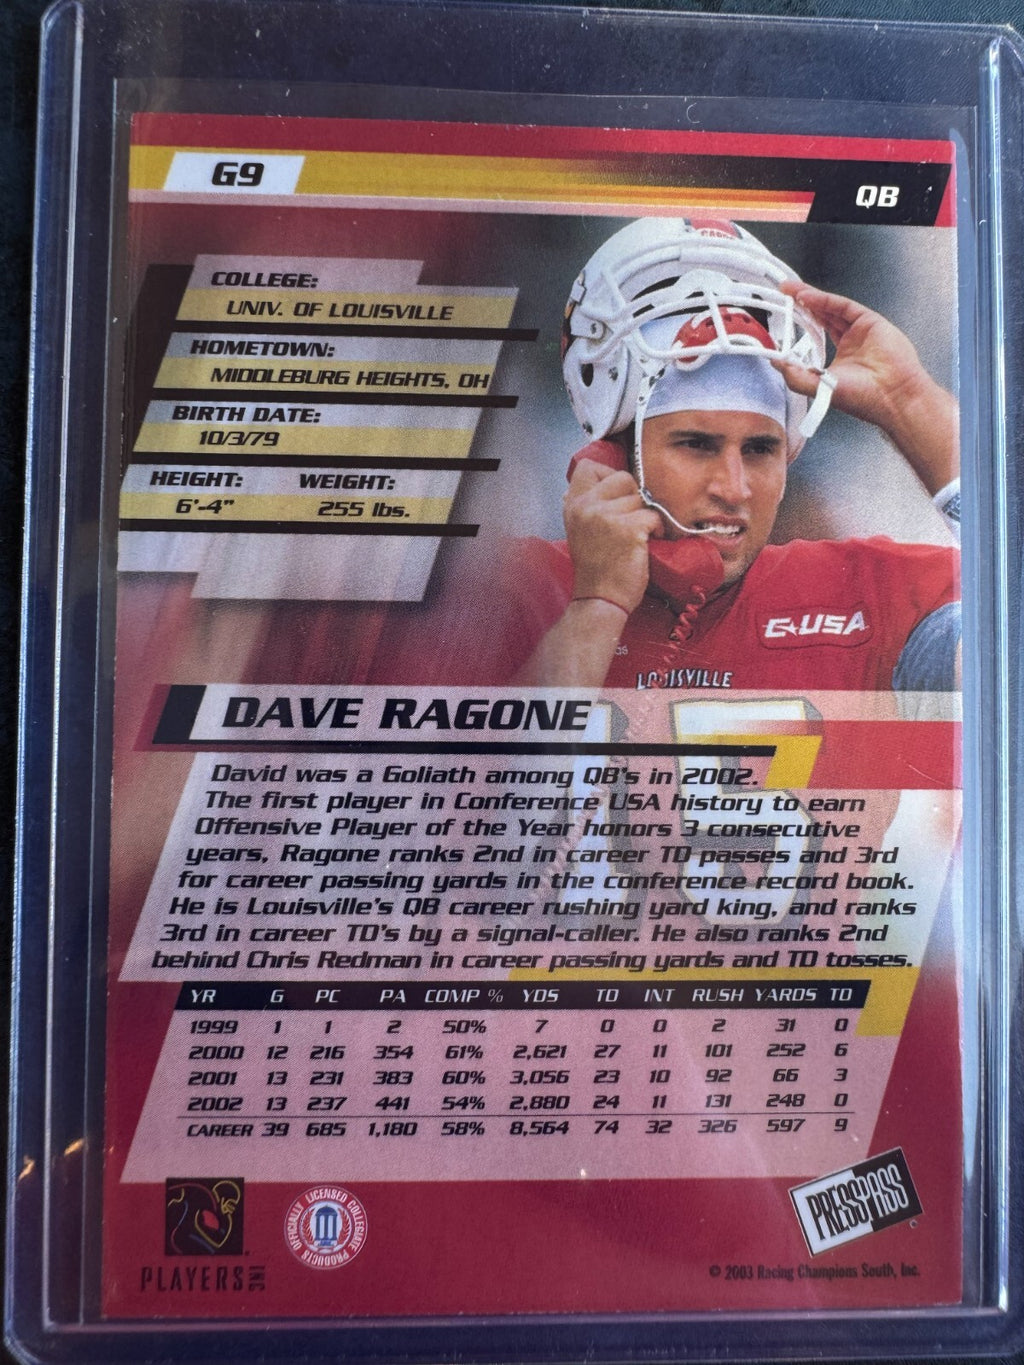 G9
QB
CARDS
COLLEGE:
UNIV. OF LOUISVILLE
HOMETOWN:
MIDDLEBURG HEIGHTS, OH
BIRTH DATE:
10/3/79
HEIGHT: WEIGHT:
6'-4" 255 lbs.
C★USA
LOUISVILLE
15
DAVE RAGONE
David was a Goliath among QB's in 2002.
The first player in Conference USA history to earn
Offensive Player of the Year honors 3 consecutive
years, Ragone ranks 2nd in career TD passes and 3rd
for career passing yards in the conference record book.
He is Louisville's QB career rushing yard king, and ranks
3rd in career TD's by a signal-caller. He also ranks 2nd
behind Chris Redman in career passing yards and TD tosses.
YR G PC PA COMP % YDS TD INT RUSH YARDS TD
1999 1 1 2 50% 7 0 0 2 31 0
2000 12 216 354 61% 2,621 27 11 101 252 6
2001 13 231 383 60% 3,056 23 10 92 66 3
2002 13 237 441 54% 2,880 24 11 131 248 0
CAREER 39 685 1,180 58% 8,564 74 32 326 597 9
PLAYERS INC
OFFICIALLY LICENSED COLLEGIATE PRODUCTS
PRESS PASS
© 2003 Racing Champions South, Inc.